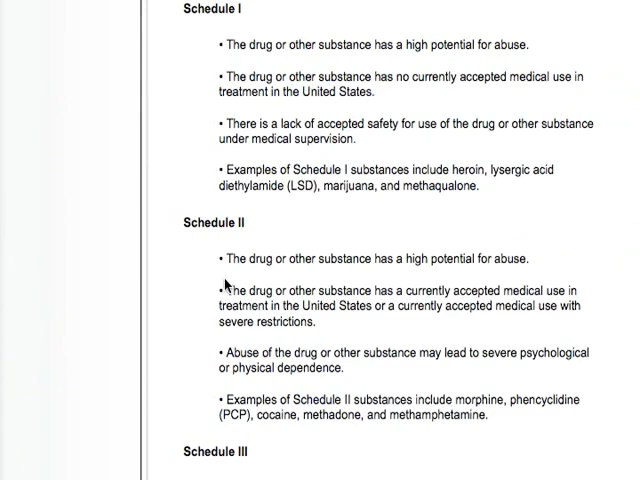 Schedule I
• The drug or other substance has a high potential for abuse.
• The drug or other substance has no currently accepted medical use in
treatment in the United States.
• There is a lack of accepted safety for use of the drug or other substance
under medical supervision.
• Examples of Schedule I substances include heroin, lysergic acid
diethylamide (LSD), marijuana, and methaqualone.
Schedule II
• The drug or other substance has a high potential for abuse.
• The drug or other substance has a currently accepted medical use in
treatment in the United States or a currently accepted medical use with
severe restrictions.
• Abuse of the drug or other substance may lead to severe psychological
or physical dependence.
• Examples of Schedule II substances include morphine, phencyclidine
(PCP), cocaine, methadone, and methamphetamine.
Schedule III